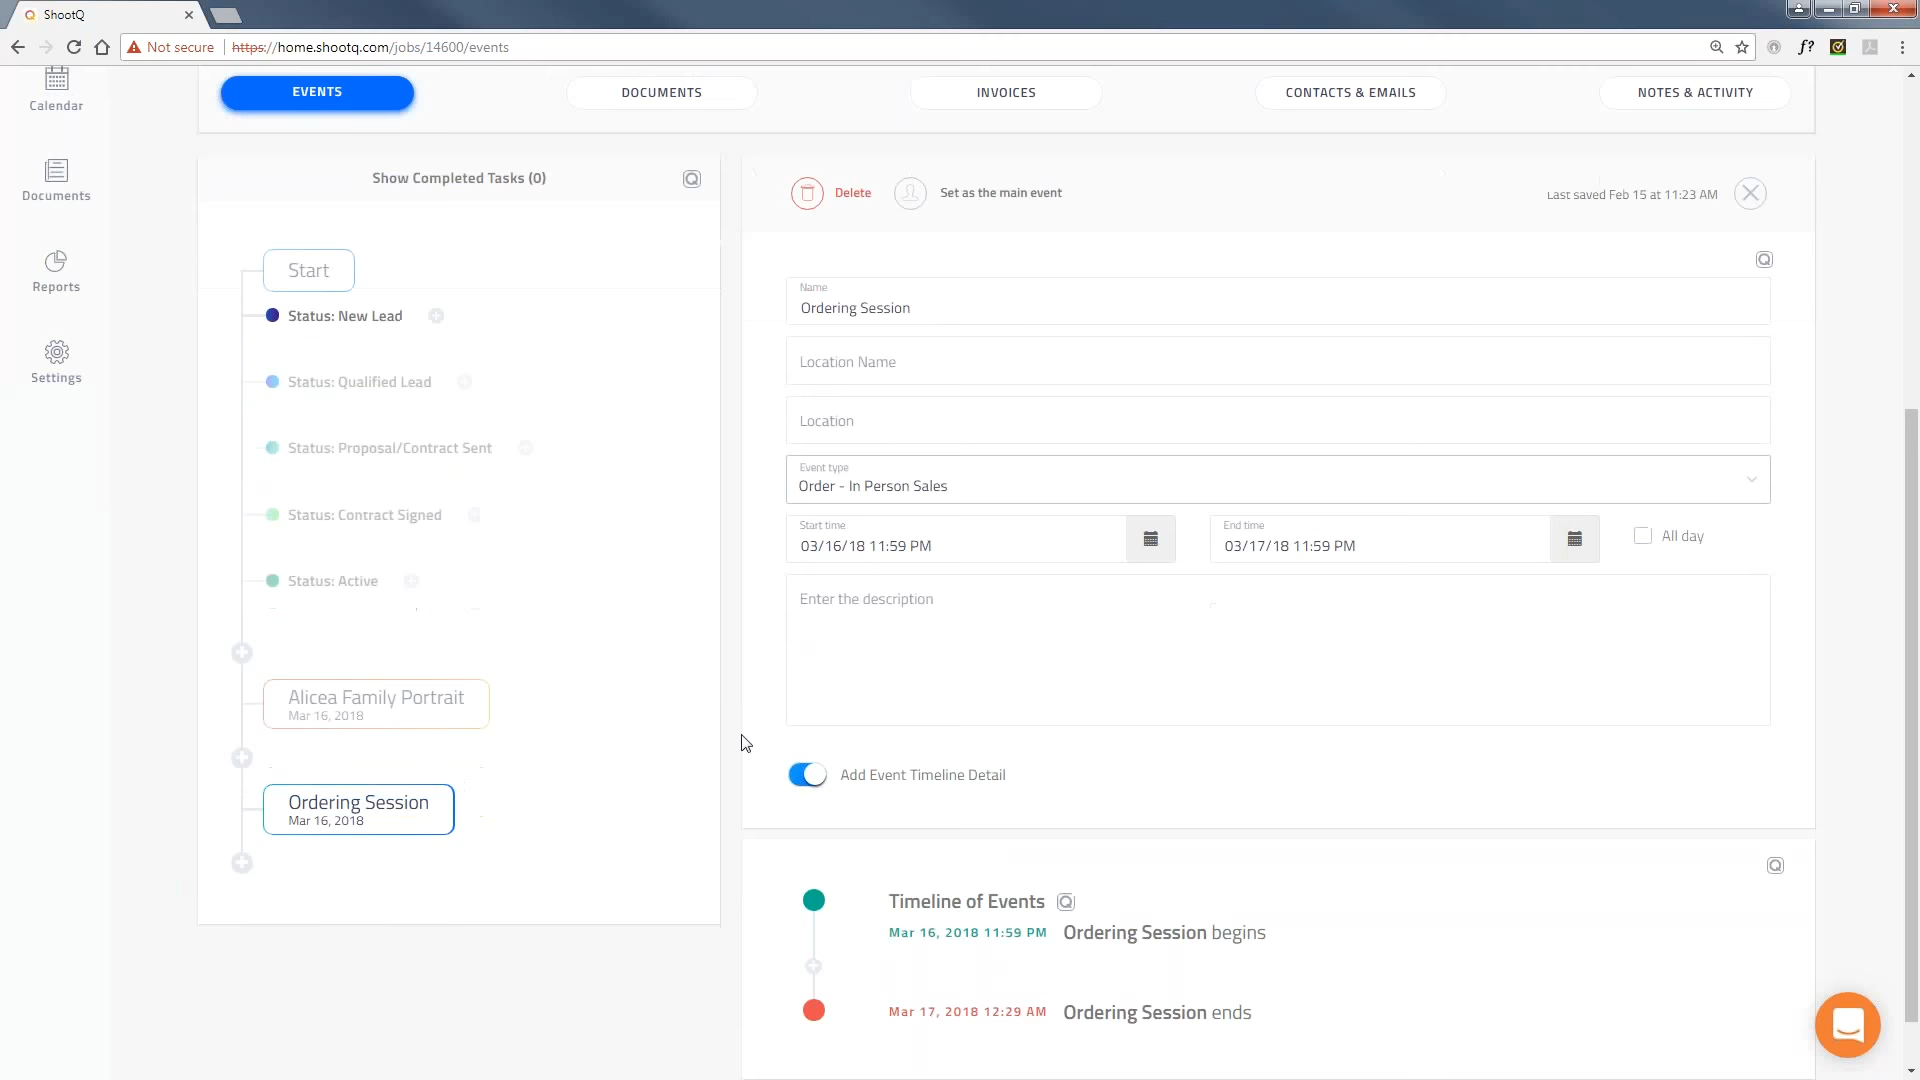 ShootQ
Not secure
https://home.shootq.com/jobs/14600/events
f?
Calendar
Documents
Reports
Settings
EVENTS
DOCUMENTS
INVOICES
CONTACTS & EMAILS
NOTES & ACTIVITY
Show Completed Tasks (0)
Start
Status: New Lead
Status: Qualified Lead
Status: Proposal/Contract Sent
Status: Contract Signed
Status: Active
Alicea Family Portrait
Mar 16, 2018
Ordering Session
Mar 16, 2018
Delete
Set as the main event
Last saved Feb 15 at 11:23 AM
Name
Ordering Session
Location Name
Location
Event type
Order - In Person Sales
Start time
03/16/18 11:59 PM
End time
03/17/18 11:59 PM
All day
Enter the description
Add Event Timeline Detail
Timeline of Events
Mar 16, 2018 11:59 PM Ordering Session begins
Mar 17, 2018 12:29 AM Ordering Session ends